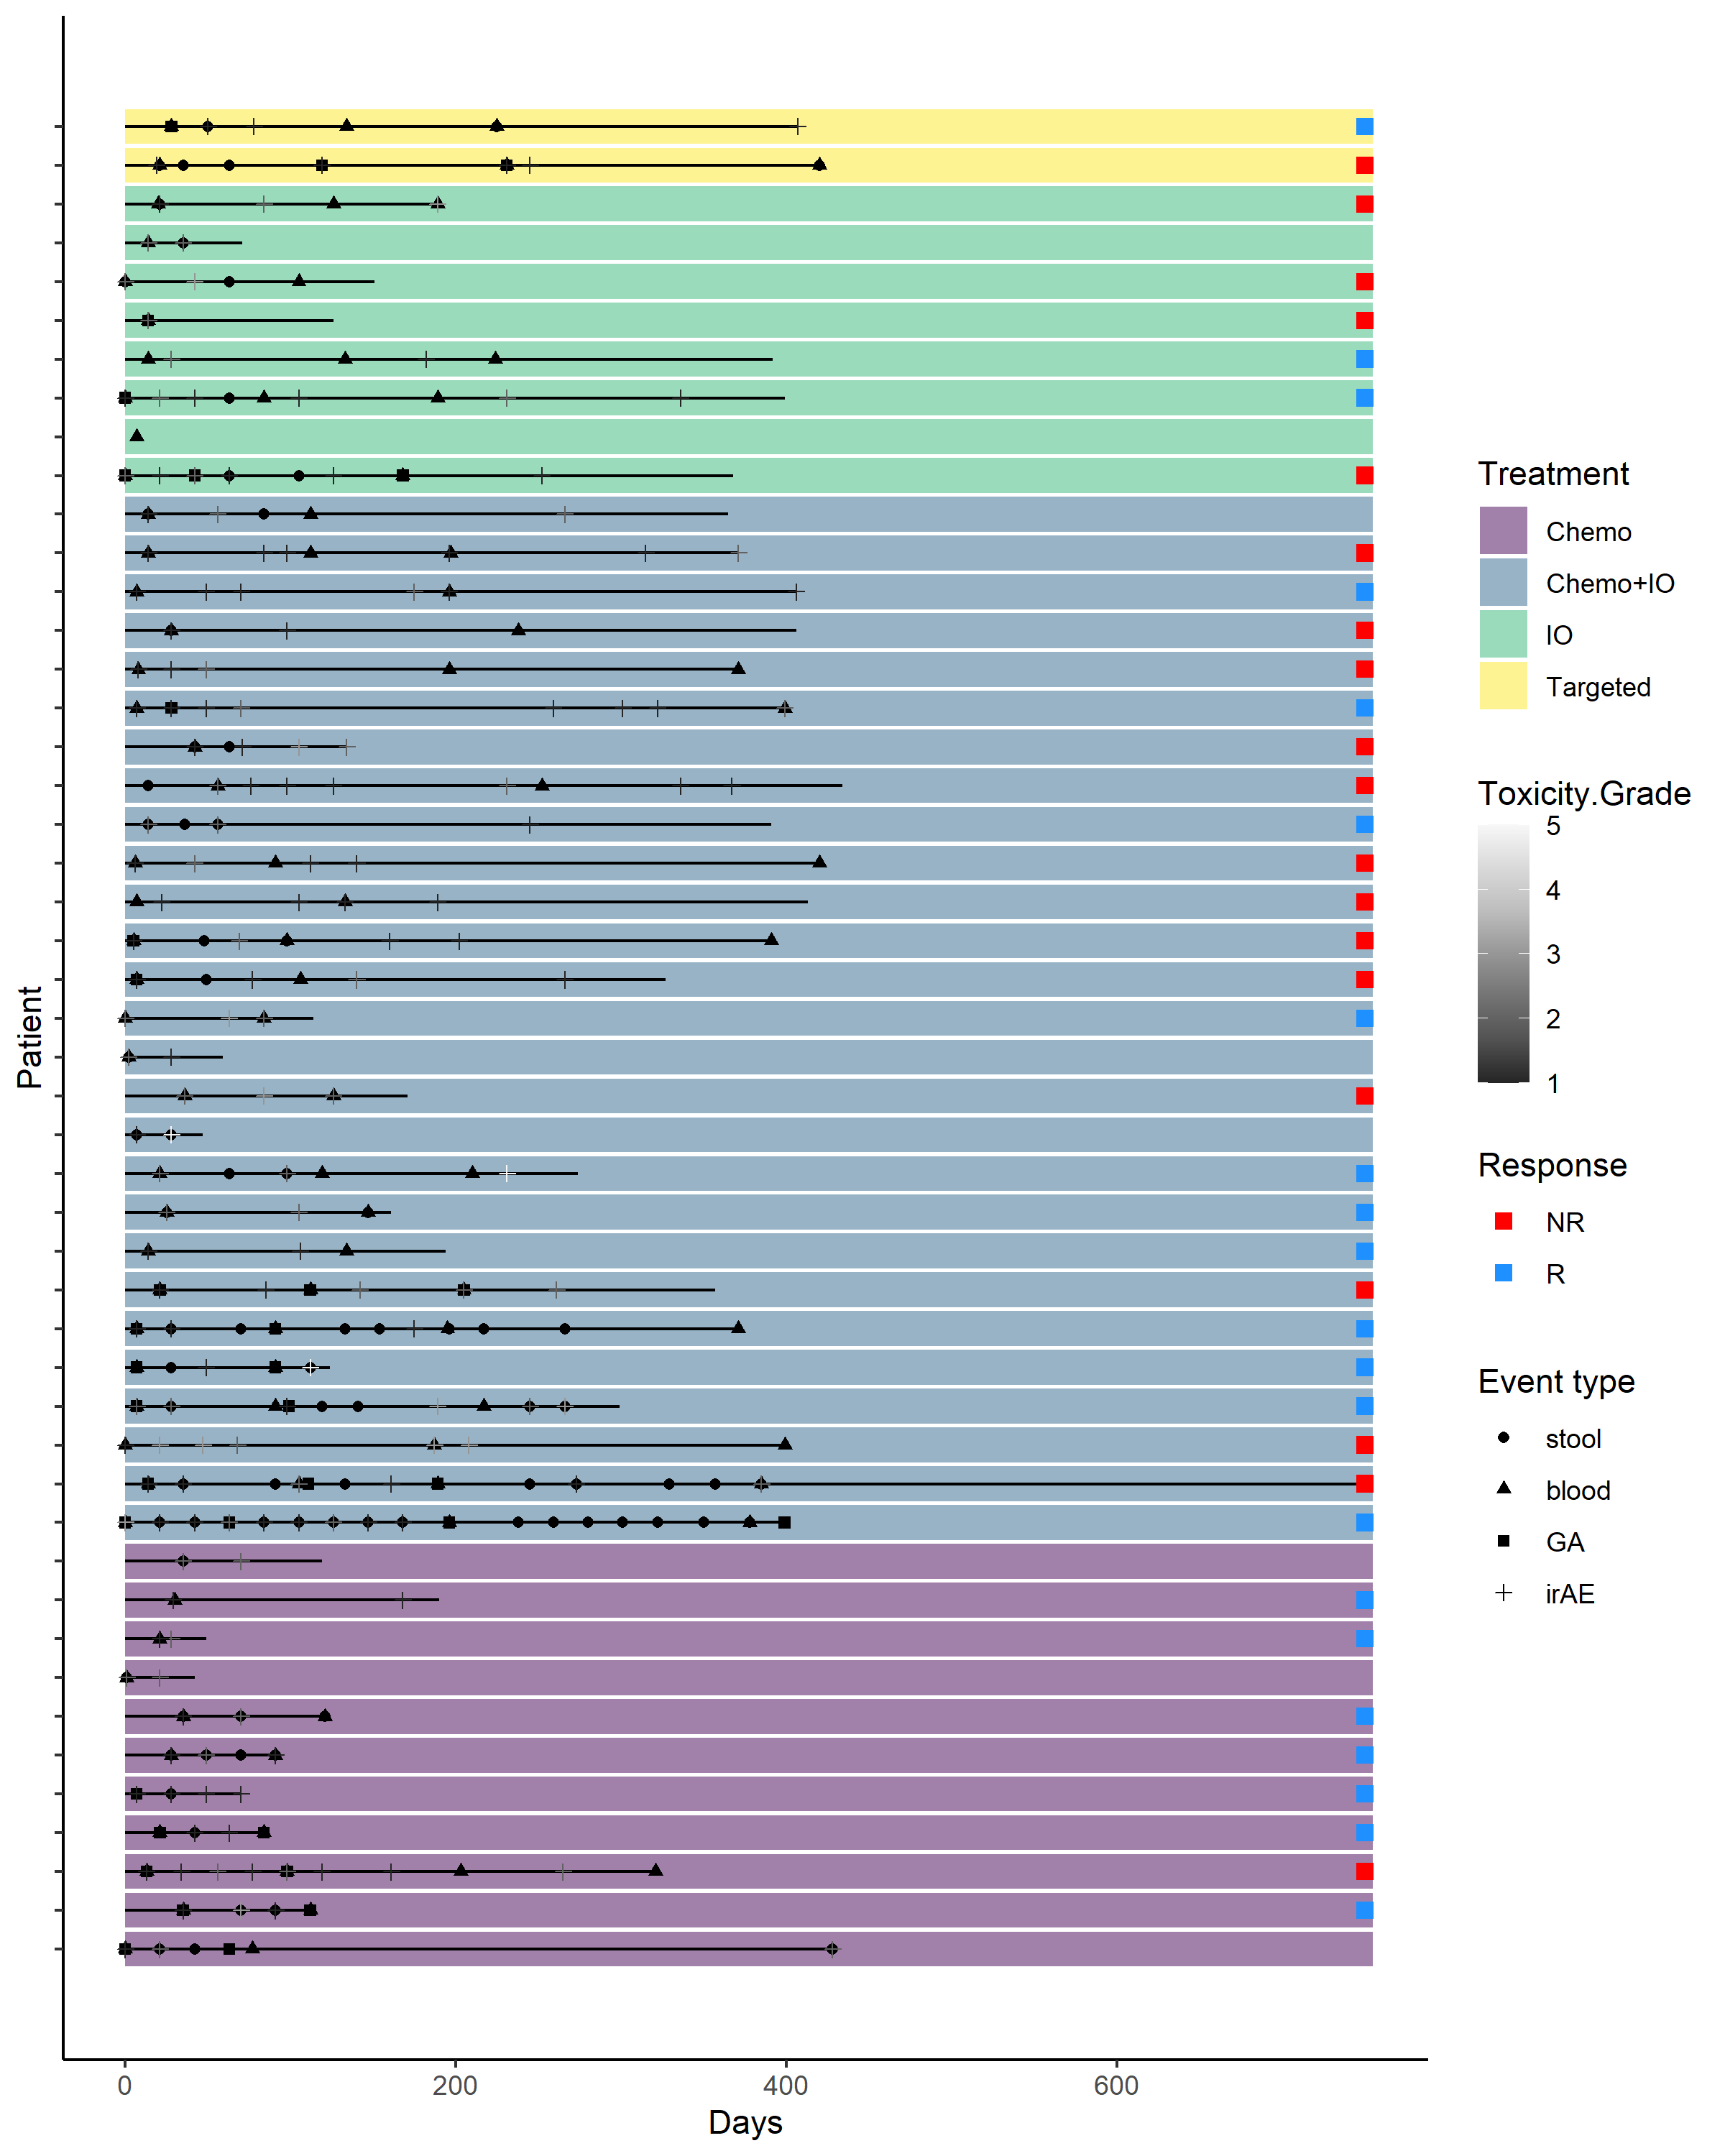 Patient
0
200
400
600
Days
Treatment
Chemo
Chemo+IO
IO
Targeted
Toxicity.Grade
5
4
3
2
1
Response
NR
R
Event type
stool
blood
GA
irAE